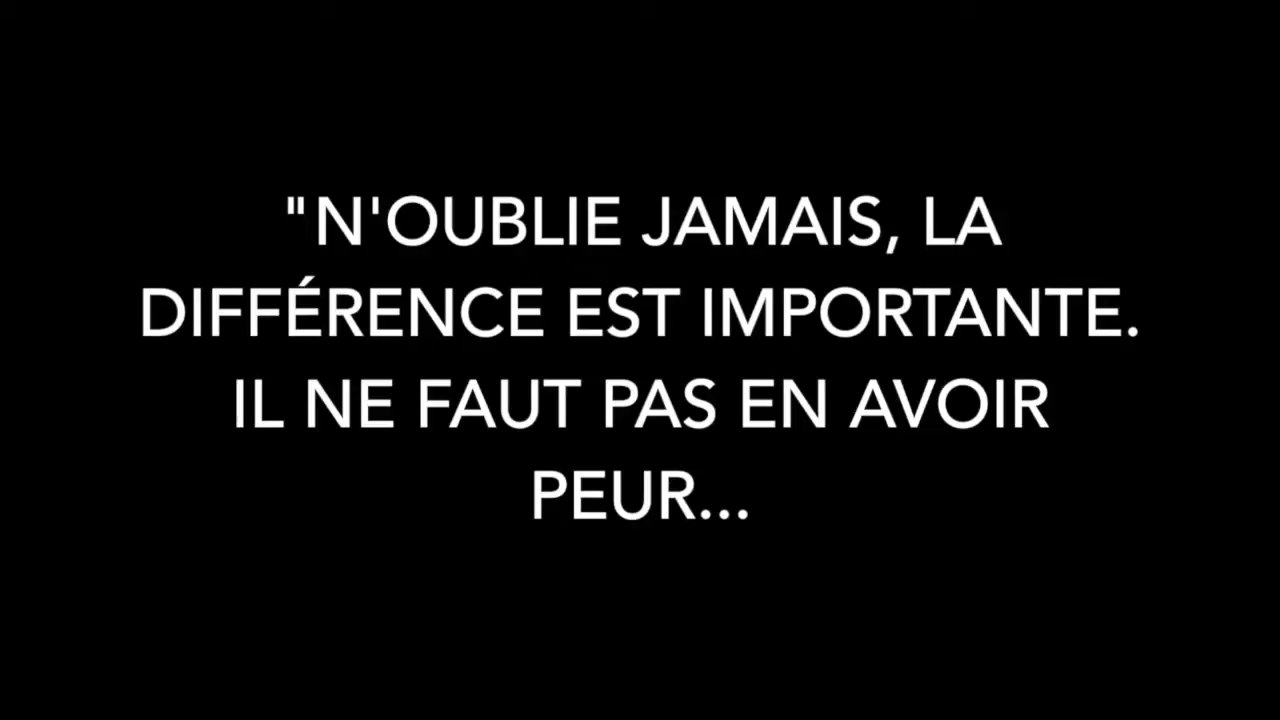 "N'OUBLIE JAMAIS, LA
DIFFÉRENCE EST IMPORTANTE.
IL NE FAUT PAS EN AVOIR
PEUR...